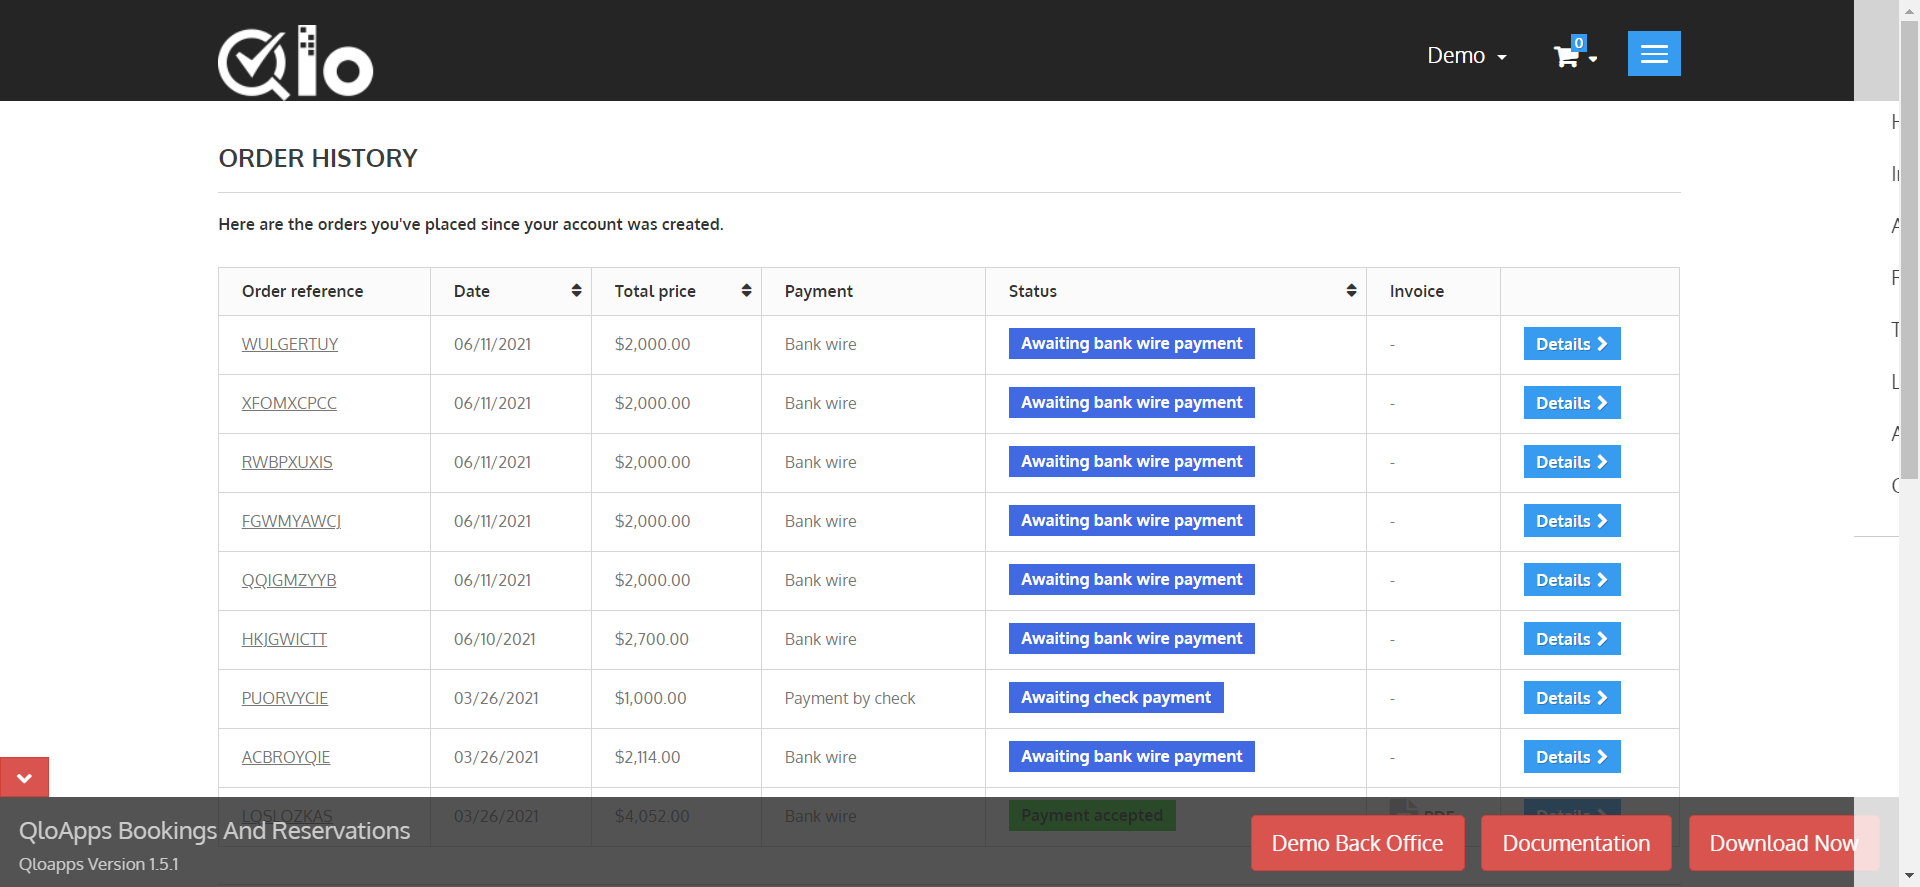 Qlo
Demo
0
ORDER HISTORY
Here are the orders you've placed since your account was created.
Order reference Date Total price Payment Status Invoice
WULGERTUY 06/11/2021 $2,000.00 Bank wire Awaiting bank wire payment - Details
XFOMXCPCC 06/11/2021 $2,000.00 Bank wire Awaiting bank wire payment - Details
RWBPXUXIS 06/11/2021 $2,000.00 Bank wire Awaiting bank wire payment - Details
FGWMYAWCJ 06/11/2021 $2,000.00 Bank wire Awaiting bank wire payment - Details
QQIGMZYYB 06/11/2021 $2,000.00 Bank wire Awaiting bank wire payment - Details
HKJGWICTT 06/10/2021 $2,700.00 Bank wire Awaiting bank wire payment - Details
PUORVYCIE 03/26/2021 $1,000.00 Payment by check Awaiting check payment - Details
ACBROYQIE 03/26/2021 $2,114.00 Bank wire Awaiting bank wire payment - Details
LOSLOZKAS 03/26/2021 $4,052.00 Bank wire Payment accepted PDF Details
QloApps Bookings And Reservations
Qloapps Version 1.5.1
Demo Back Office
Documentation
Download Now